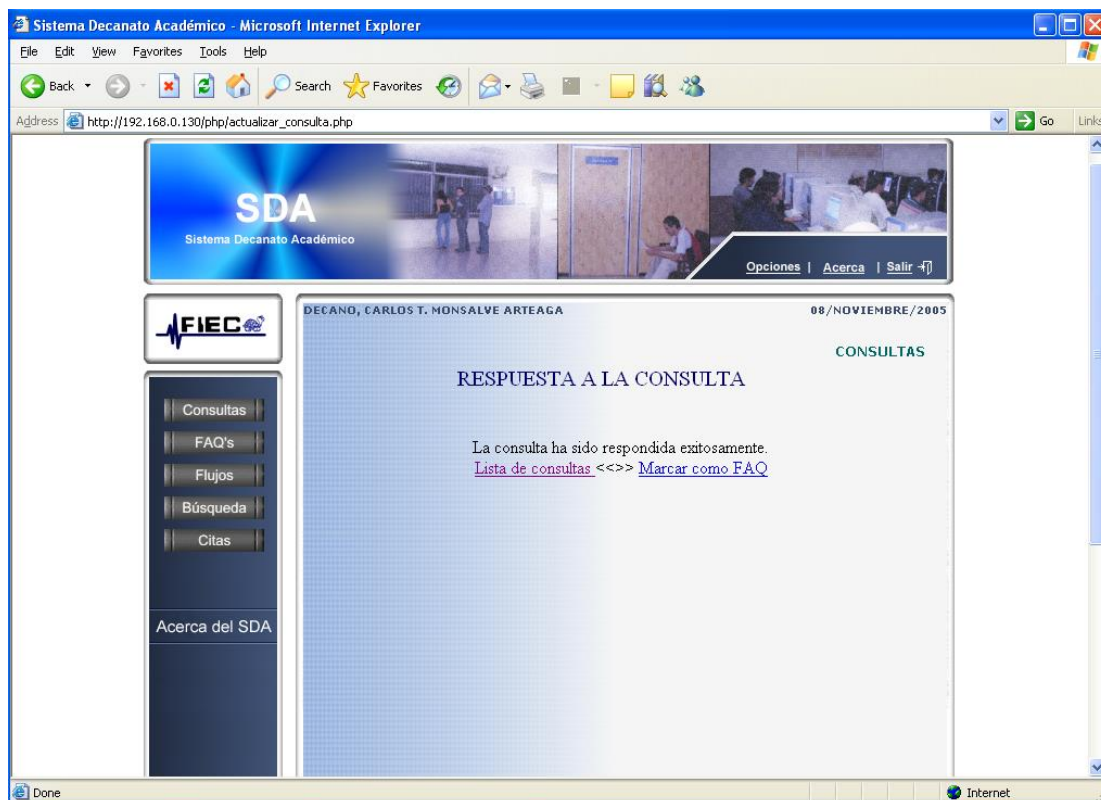 Sistema Decanato Académico - Microsoft Internet Explorer
File Edit View Favorites Tools Help
Back Search Favorites
Address http://192.168.0.130/php/actualizar_consulta.php Go Links
SDA
Sistema Decanato Académico
Opciones | Acerca | Salir
FIEC
DECANO, CARLOS T. MONSALVE ARTEAGA 08/NOVIEMBRE/2005
CONSULTAS
RESPUESTA A LA CONSULTA
La consulta ha sido respondida exitosamente.
Lista de consultas <<>> Marcar como FAQ
Consultas
FAQ's
Flujos
Búsqueda
Citas
Acerca del SDA
Done Internet